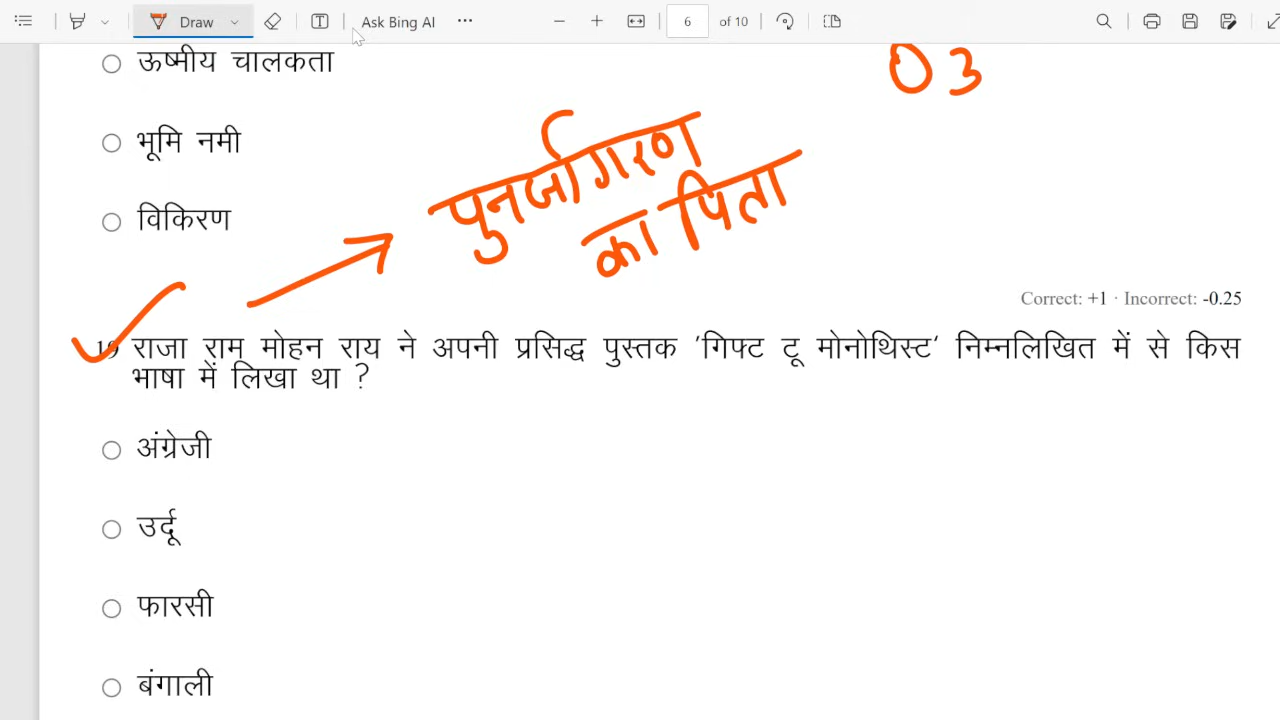 Draw
Ask Bing AI
6 of 10
ऊष्मीय चालकता
03
भूमि नमी
पुनर्जागरण
का पिता
विकिरण
Correct: +1 · Incorrect: -0.25
19 राजा राम मोहन राय ने अपनी प्रसिद्ध पुस्तक 'गिफ्ट टू मोनोथिस्ट' निम्नलिखित में से किस
भाषा में लिखा था ?
अंग्रेजी
उर्दू
फारसी
बंगाली